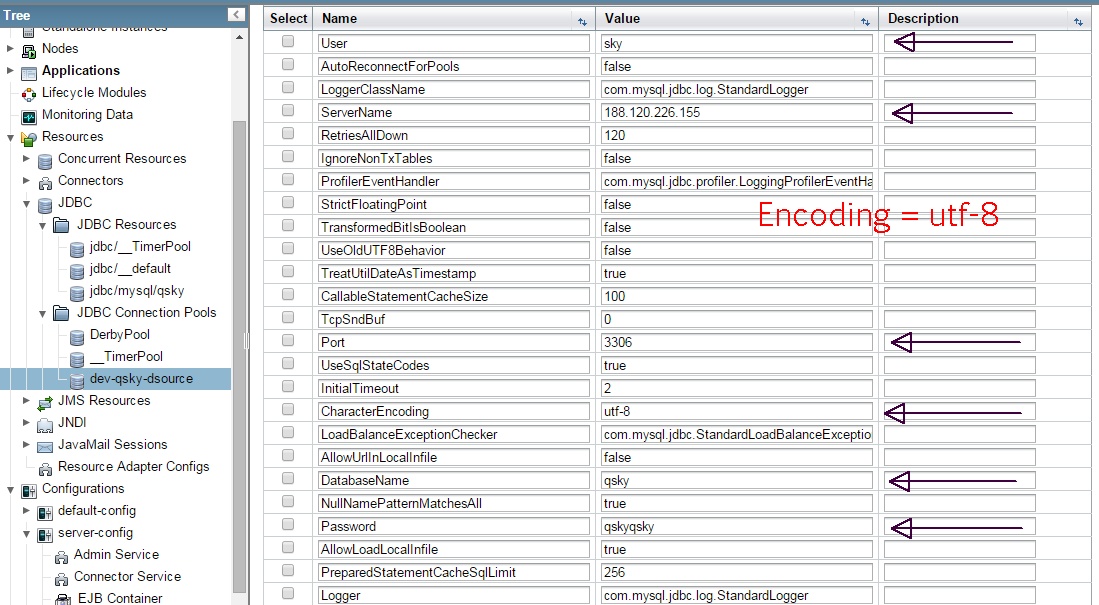 Tree
Standalone Instances
Nodes
Applications
Lifecycle Modules
Monitoring Data
Resources
Concurrent Resources
Connectors
JDBC
JDBC Resources
jdbc/__TimerPool
jdbc/__default
jdbc/mysql/qsky
JDBC Connection Pools
DerbyPool
__TimerPool
dev-qsky-dsource
JMS Resources
JNDI
JavaMail Sessions
Resource Adapter Configs
Configurations
default-config
server-config
Admin Service
Connector Service
EJB Container
Select Name Value Description
User sky
AutoReconnectForPools false
LoggerClassName com.mysql.jdbc.log.StandardLogger
ServerName 188.120.226.155
RetriesAllDown 120
IgnoreNonTxTables false
ProfilerEventHandler com.mysql.jdbc.profiler.LoggingProfilerEventHa
StrictFloatingPoint false
Encoding = utf-8
TransformedBitIsBoolean false
UseOldUTF8Behavior false
TreatUtilDateAsTimestamp true
CallableStatementCacheSize 100
TcpSndBuf 0
Port 3306
UseSqlStateCodes true
InitialTimeout 2
CharacterEncoding utf-8
LoadBalanceExceptionChecker com.mysql.jdbc.StandardLoadBalanceExceptio
AllowUrlInLocalInfile false
DatabaseName qsky
NullNamePatternMatchesAll true
Password qskyqsky
AllowLoadLocalInfile true
PreparedStatementCacheSqlLimit 256
Logger com.mysql.jdbc.log.StandardLogger